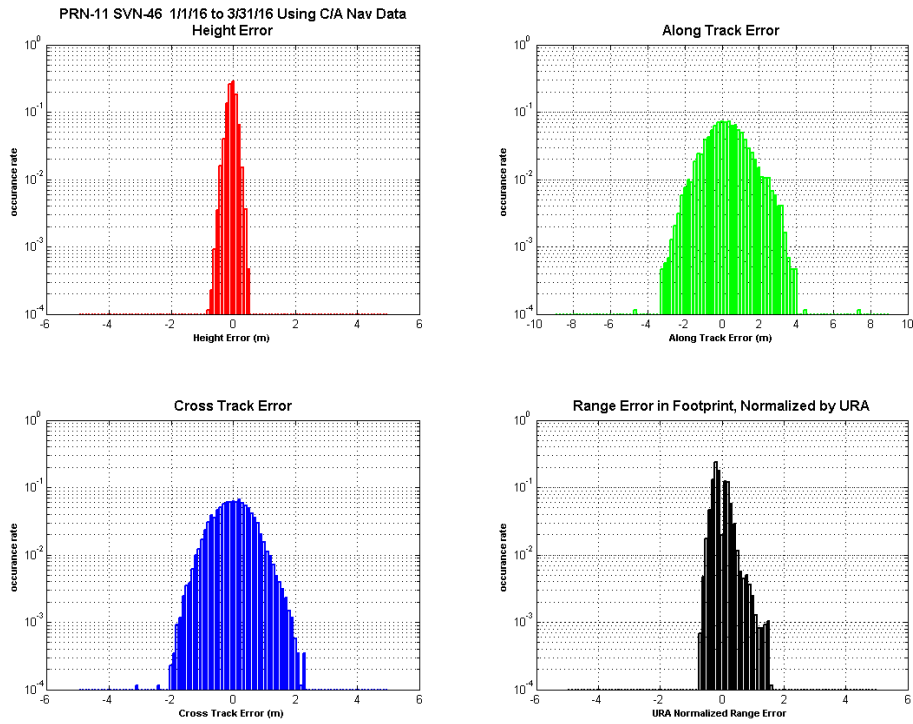 PRN-11 SVN-46 1/1/16 to 3/31/16 Using C/A Nav Data
Height Error
10^0
10^-1
10^-2
10^-3
10^-4
occurance rate
-6 -4 -2 0 2 4 6
Height Error (m)
Along Track Error
10^0
10^-1
10^-2
10^-3
10^-4
occurance rate
-10 -8 -6 -4 -2 0 2 4 6 8 10
Along Track Error (m)
Cross Track Error
10^0
10^-1
10^-2
10^-3
10^-4
occurance rate
-6 -4 -2 0 2 4 6
Cross Track Error (m)
Range Error in Footprint, Normalized by URA
10^0
10^-1
10^-2
10^-3
10^-4
occurance rate
-6 -4 -2 0 2 4 6
URA Normalized Range Error